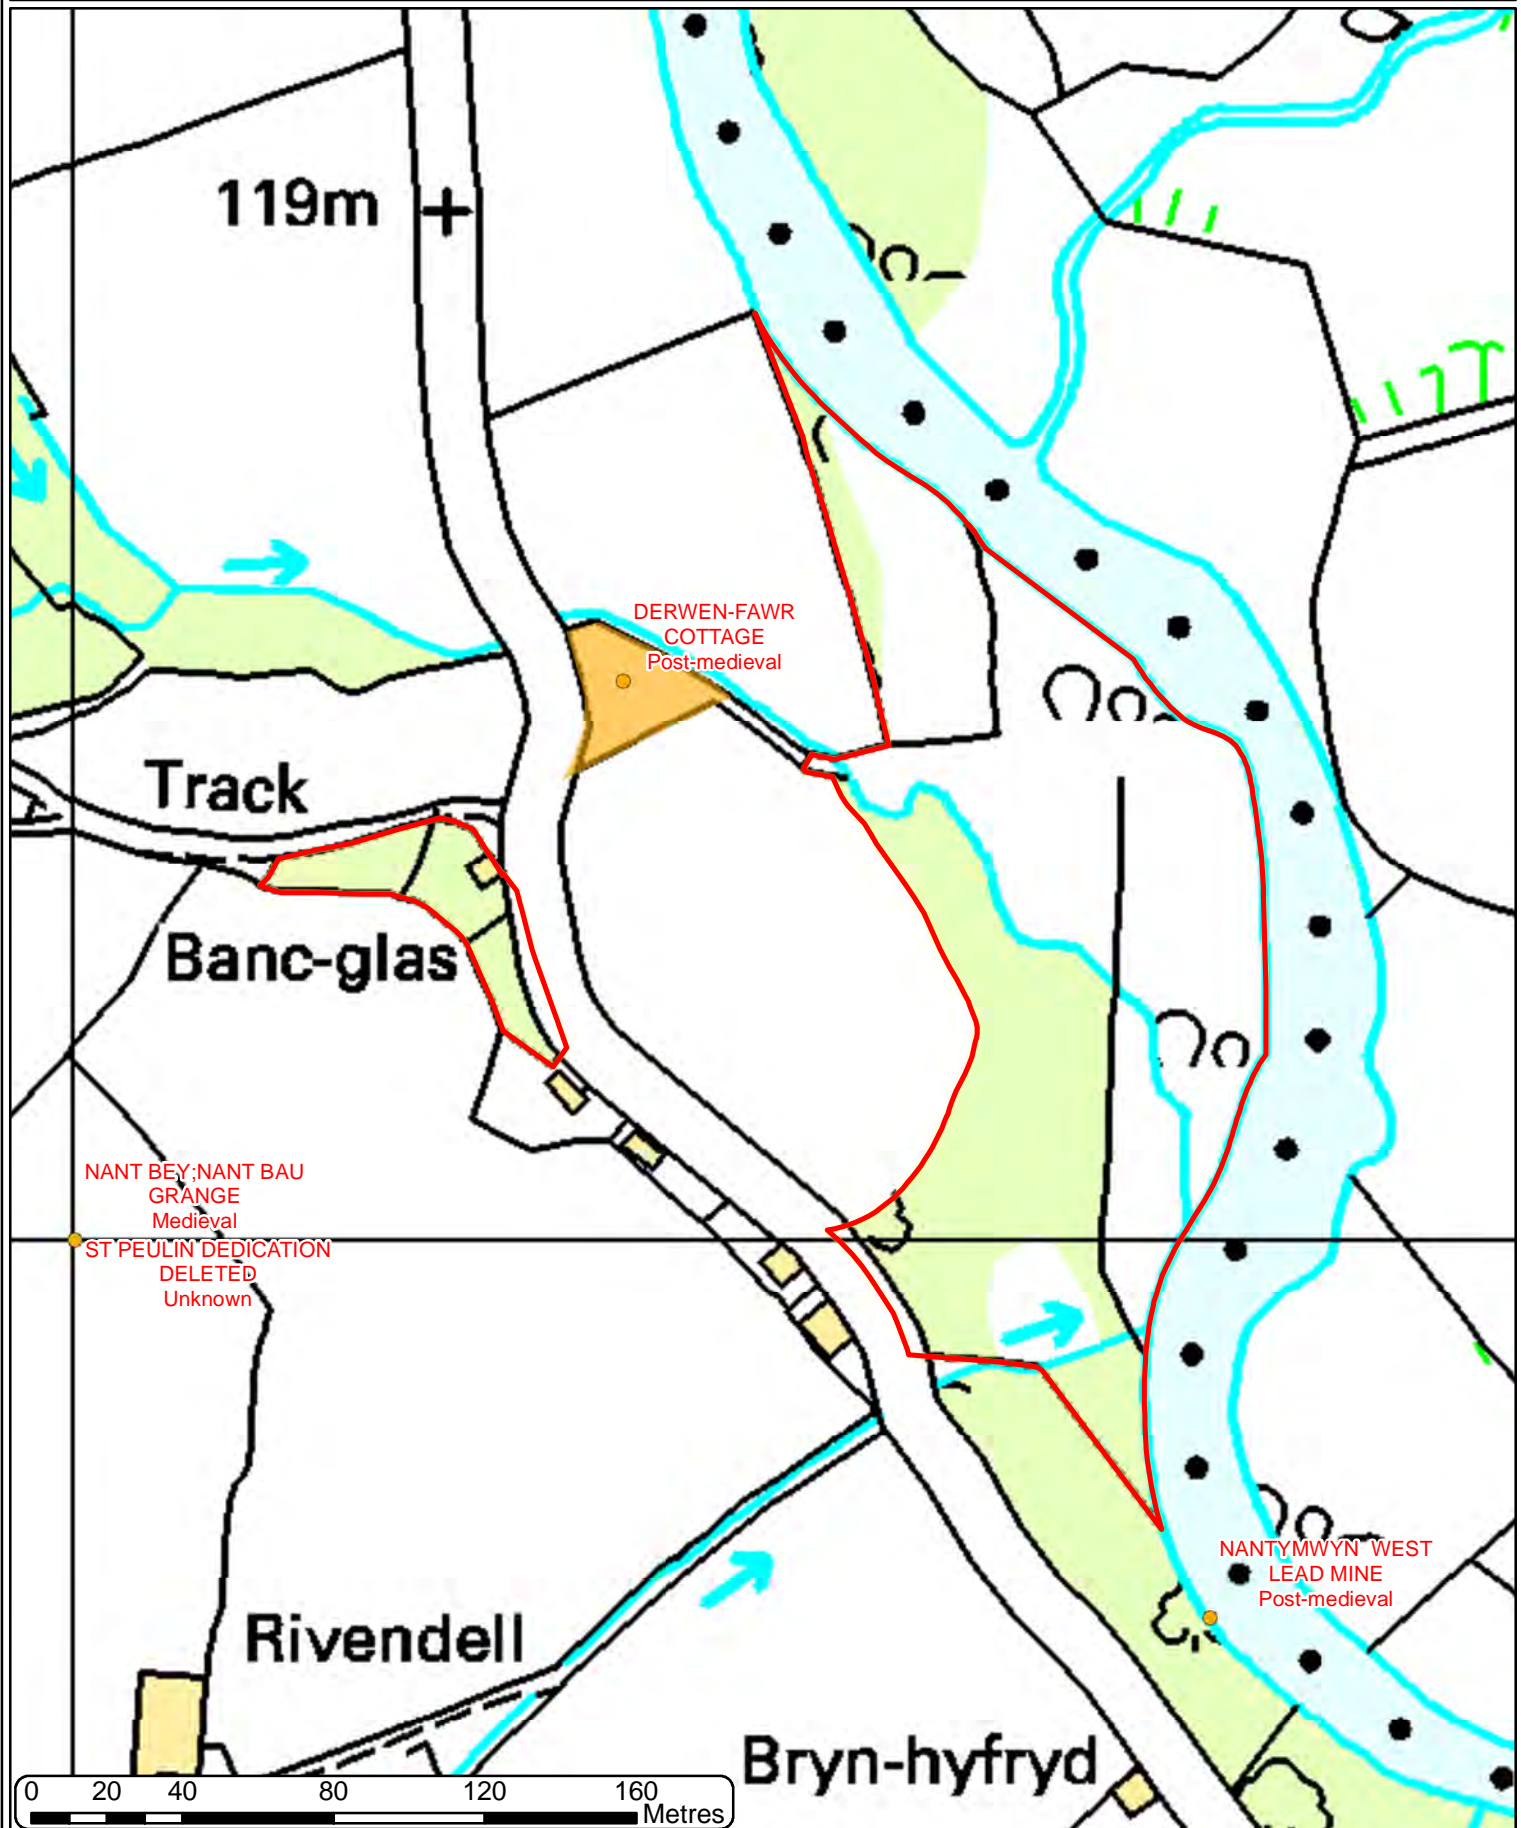 119m
DERWEN-FAWR
COTTAGE
Post-medieval
Track
Banc-glas
NANT BEY;NANT BAU
GRANGE
Medieval
ST PEULIN DEDICATION
DELETED
Unknown
NANTYMWYN WEST
LEAD MINE
Post-medieval
Rivendell
Bryn-hyfryd
0 20 40 80 120 160
Metres